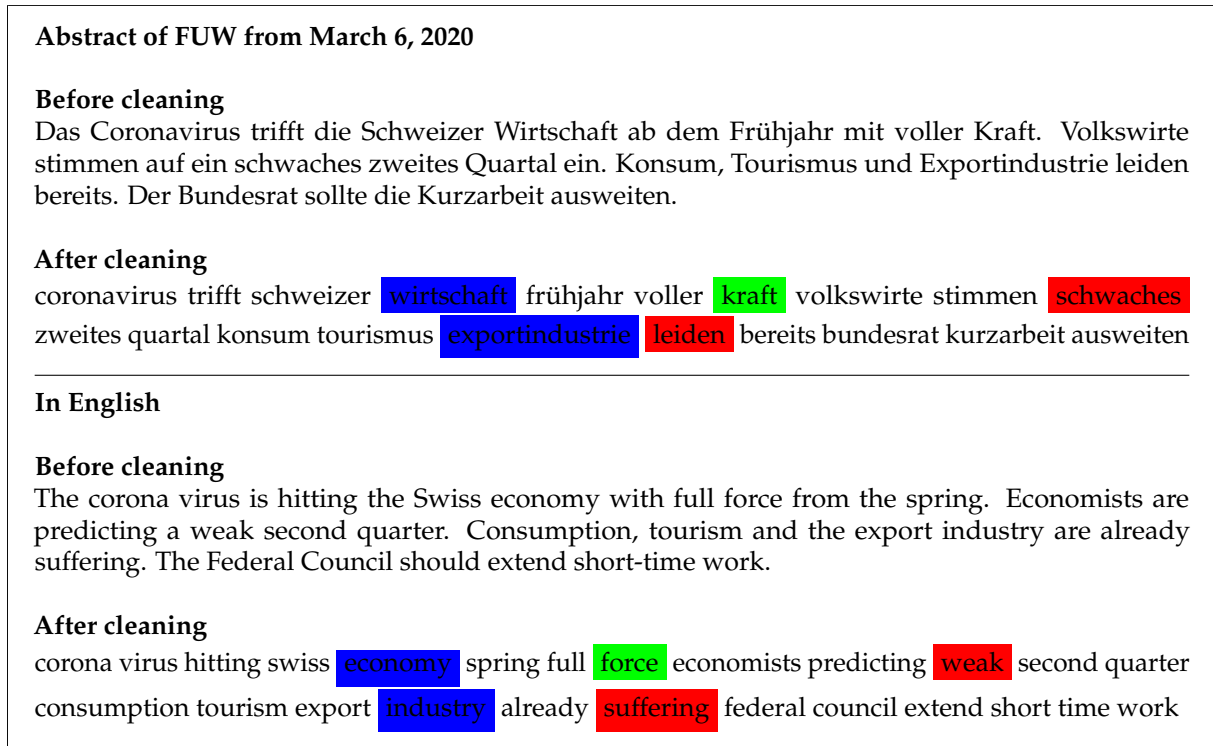 Abstract of FUW from March 6, 2020
Before cleaning
Das Coronavirus trifft die Schweizer Wirtschaft ab dem Frühjahr mit voller Kraft. Volkswirte
stimmen auf ein schwaches zweites Quartal ein. Konsum, Tourismus und Exportindustrie leiden
bereits. Der Bundesrat sollte die Kurzarbeit ausweiten.
After cleaning
coronavirus trifft schweizer wirtschaft frühjahr voller kraft volkswirte stimmen schwaches
zweites quartal konsum tourismus exportindustrie leiden bereits bundesrat kurzarbeit ausweiten
In English
Before cleaning
The corona virus is hitting the Swiss economy with full force from the spring. Economists are
predicting a weak second quarter. Consumption, tourism and the export industry are already
suffering. The Federal Council should extend short-time work.
After cleaning
corona virus hitting swiss economy spring full force economists predicting weak second quarter
consumption tourism export industry already suffering federal council extend short time work